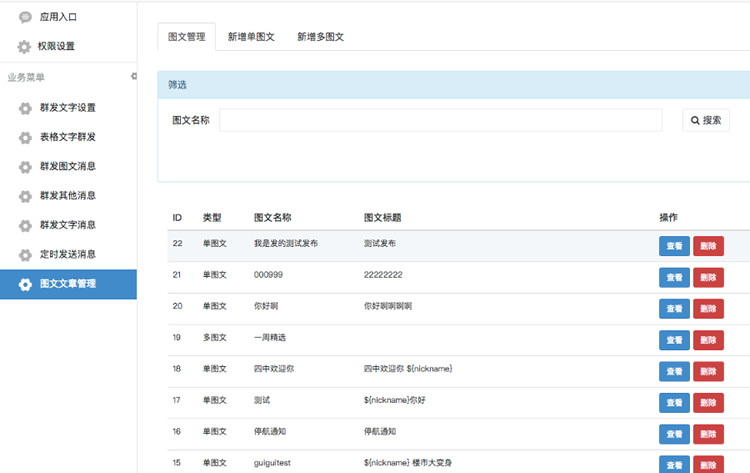 应用入口
权限设置
业务菜单
群发文字设置
表格文字群发
群发图文消息
群发其他消息
群发文字消息
定时发送消息
图文文章管理
图文管理 新增单图文 新增多图文
筛选
图文名称 搜索
ID 类型 图文名称 图文标题 操作
22 单图文 我是发的测试发布 测试发布 查看 删除
21 单图文 000999 22222222 查看 删除
20 单图文 你好啊 你好啊啊啊啊 查看 删除
19 多图文 一周精选 查看 删除
18 单图文 四中欢迎你 四中欢迎你 ${nickname} 查看 删除
17 单图文 测试 ${nickname}你好 查看 删除
16 单图文 停航通知 停航通知 查看 删除
15 单图文 guiguitest ${nickname} 楼市大变身 查看 删除